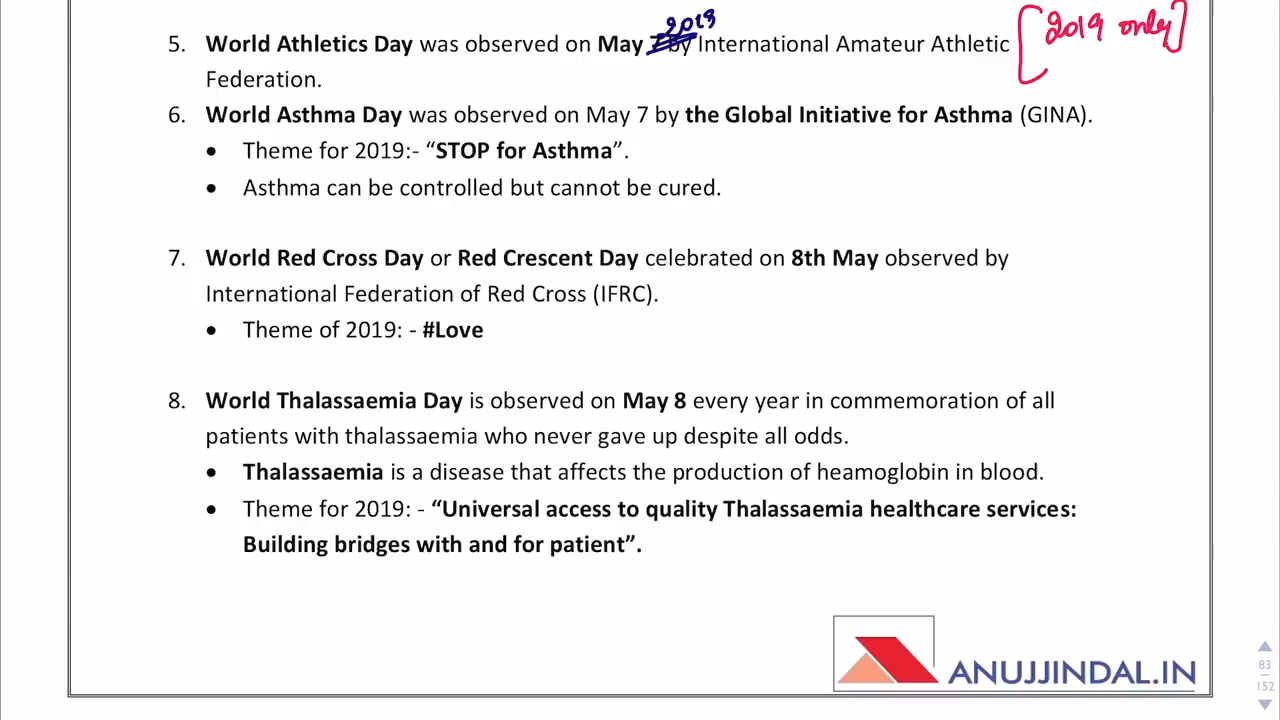 2019
[2019 only]
5. World Athletics Day was observed on May 7 by International Amateur Athletic
Federation.
6. World Asthma Day was observed on May 7 by the Global Initiative for Asthma (GINA).
• Theme for 2019:- “STOP for Asthma”.
• Asthma can be controlled but cannot be cured.
7. World Red Cross Day or Red Crescent Day celebrated on 8th May observed by
International Federation of Red Cross (IFRC).
• Theme of 2019: - #Love
8. World Thalassaemia Day is observed on May 8 every year in commemoration of all
patients with thalassaemia who never gave up despite all odds.
• Thalassaemia is a disease that affects the production of heamoglobin in blood.
• Theme for 2019: - “Universal access to quality Thalassaemia healthcare services:
Building bridges with and for patient”.
ANUJJINDAL.IN
83
152